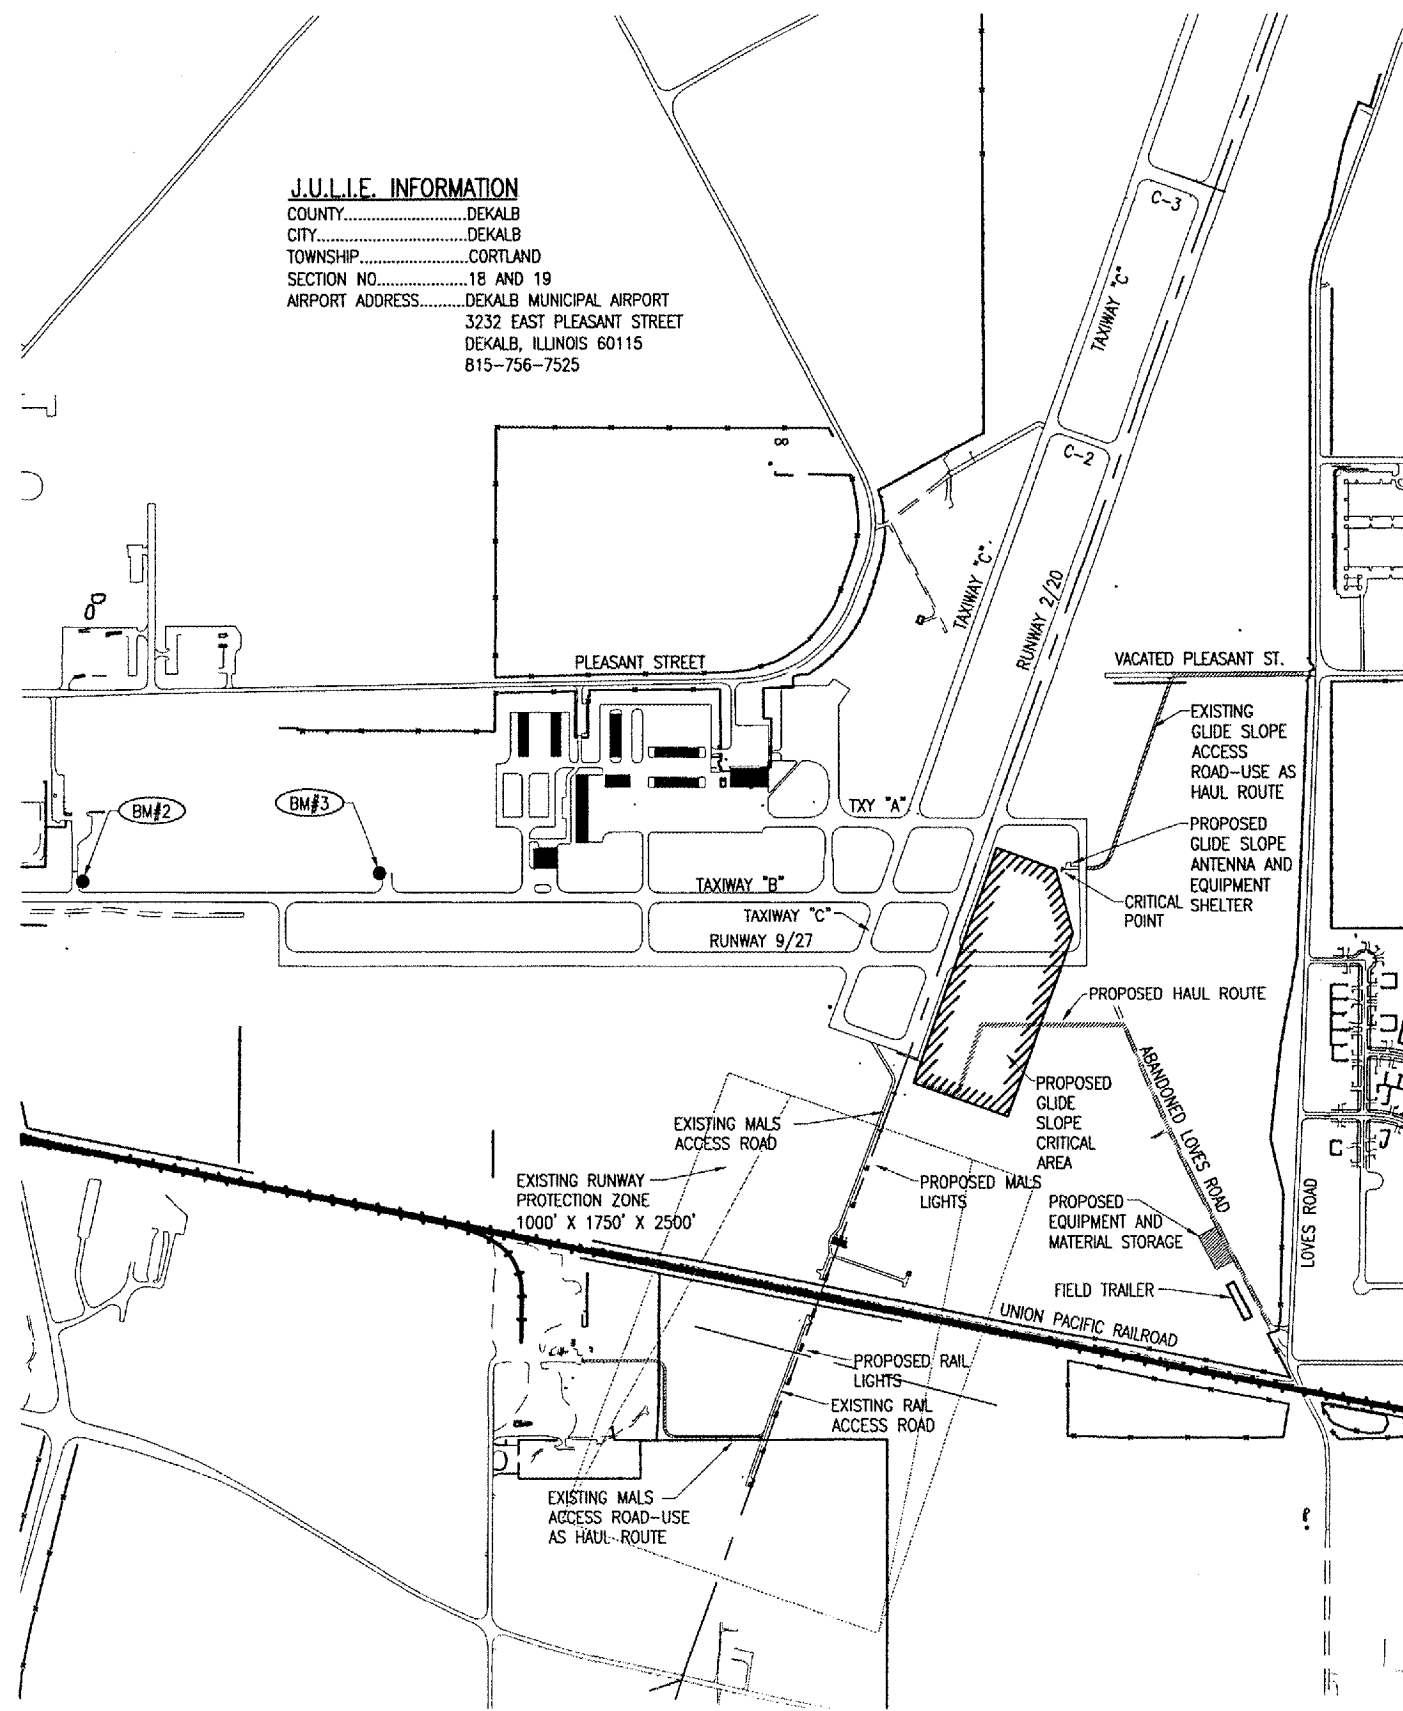 J.U.L.I.E. INFORMATION
COUNTY........................DEKALB
CITY..............................DEKALB
TOWNSHIP.....................CORTLAND
SECTION NO..................18 AND 19
AIRPORT ADDRESS.........DEKALB MUNICIPAL AIRPORT
3232 EAST PLEASANT STREET
DEKALB, ILLINOIS 60115
815-756-7525
C-3
TAXIWAY "C"
C-2
TAXIWAY "C"
RUNWAY 2/20
PLEASANT STREET
VACATED PLEASANT ST.
EXISTING
GLIDE SLOPE
ACCESS
ROAD-USE AS
HAUL ROUTE
BM#2
BM#3
TXY "A"
PROPOSED
GLIDE SLOPE
ANTENNA AND
EQUIPMENT
SHELTER
CRITICAL
POINT
TAXIWAY "B"
TAXIWAY "C"
RUNWAY 9/27
PROPOSED HAUL ROUTE
ABANDONED LOVES ROAD
PROPOSED
GLIDE
SLOPE
CRITICAL
AREA
EXISTING MALS
ACCESS ROAD
EXISTING RUNWAY
PROTECTION ZONE
1000' X 1750' X 2500'
PROPOSED MALS
LIGHTS
PROPOSED
EQUIPMENT AND
MATERIAL STORAGE
LOVES ROAD
FIELD TRAILER
UNION PACIFIC RAILROAD
PROPOSED RAIL
LIGHTS
EXISTING RAIL
ACCESS ROAD
EXISTING MALS
ACCESS ROAD-USE
AS HAUL ROUTE